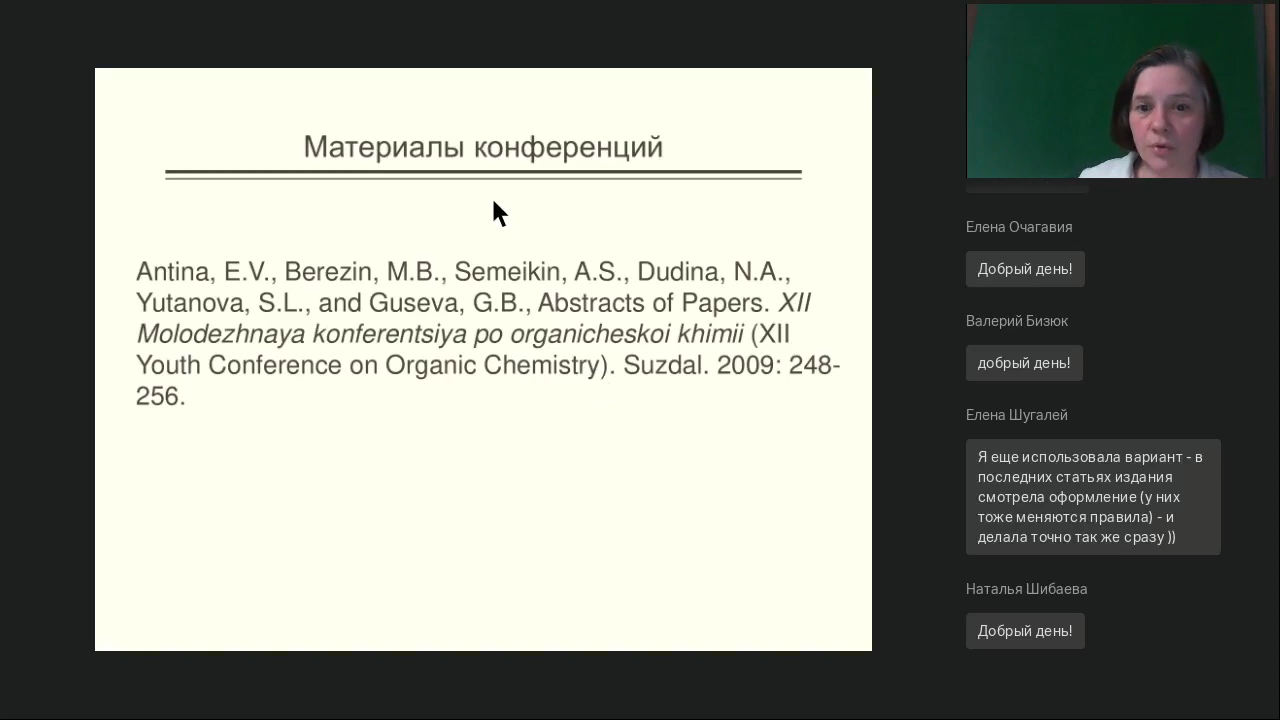 Материалы конференций
Antina, E.V., Berezin, M.B., Semeikin, A.S., Dudina, N.A.,
Yutanova, S.L., and Guseva, G.B., Abstracts of Papers. XII
Molodezhnaya konferentsiya po organicheskoi khimii (XII
Youth Conference on Organic Chemistry). Suzdal. 2009: 248-
256.
Елена Очагавия
Добрый день!
Валерий Бизюк
добрый день!
Елена Шугалей
Я еще использовала вариант - в
последних статьях издания
смотрела оформление (у них
тоже меняются правила) - и
делала точно так же сразу ))
Наталья Шибаева
Добрый день!